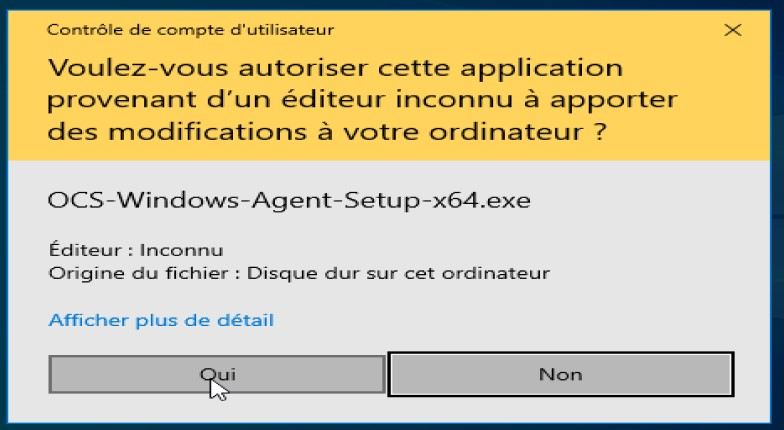 Contrôle de compte d'utilisateur
Voulez-vous autoriser cette application
provenant d’un éditeur inconnu à apporter
des modifications à votre ordinateur ?
OCS-Windows-Agent-Setup-x64.exe
Éditeur : Inconnu
Origine du fichier : Disque dur sur cet ordinateur
Afficher plus de détail
Oui
Non